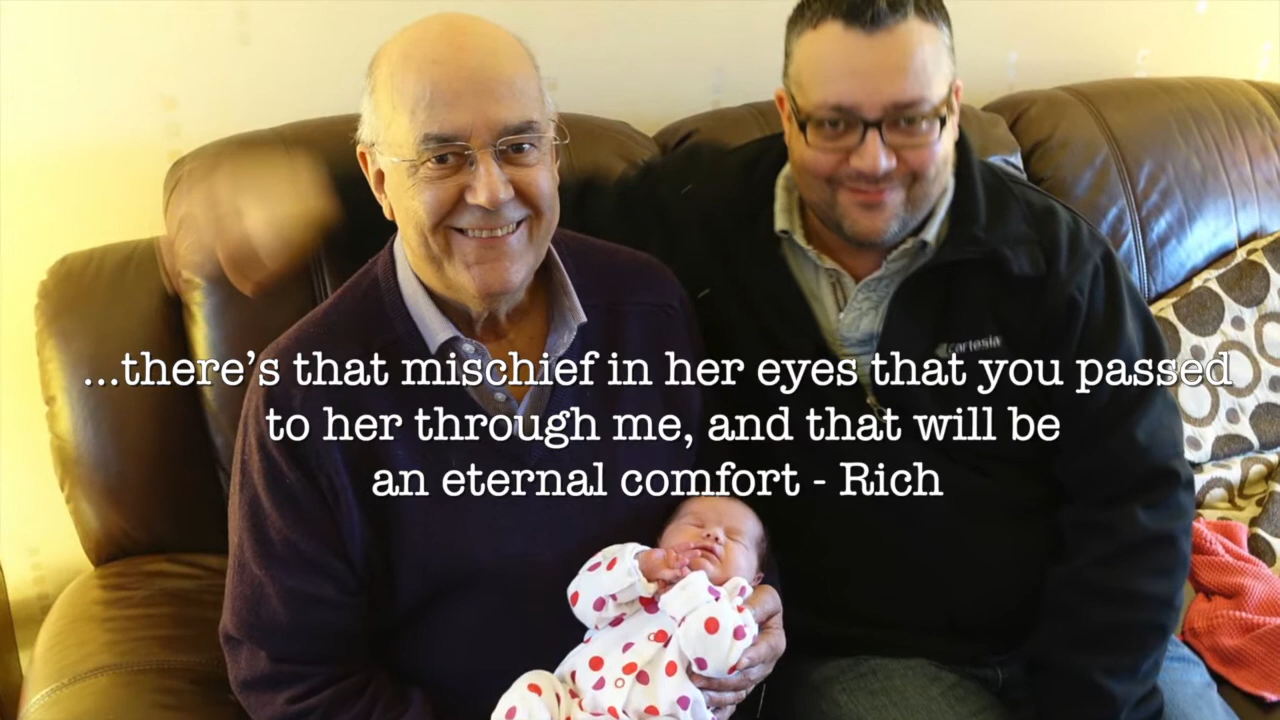 cartesia
...there’s that mischief in her eyes that you passed
to her through me, and that will be
an eternal comfort - Rich